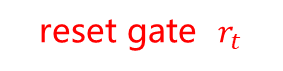 reset gate r_t